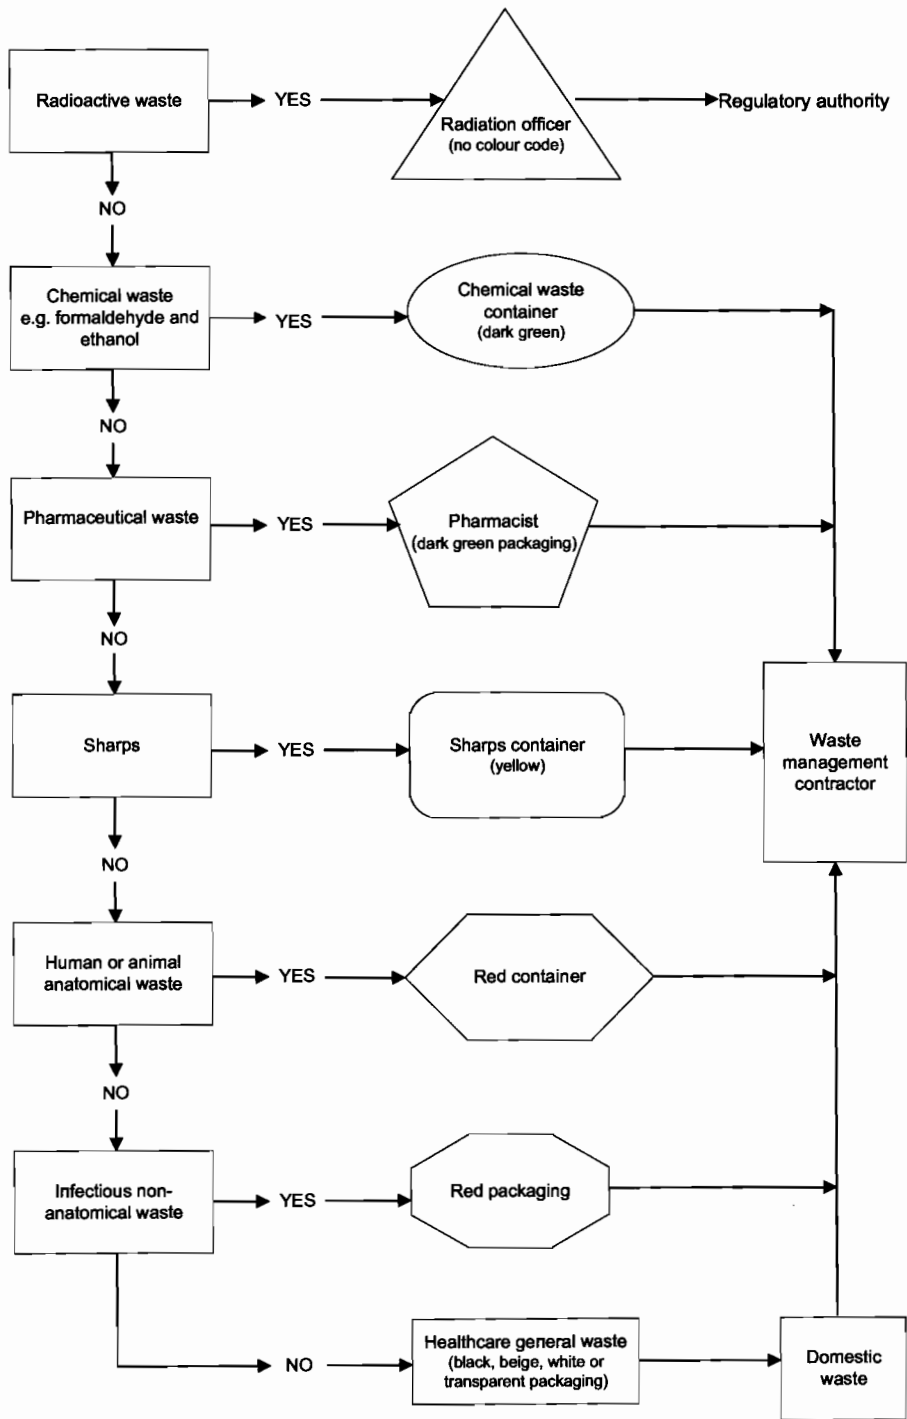 Radioactive waste
YES
Radiation officer
(no colour code)
Regulatory authority
NO
Chemical waste
e.g. formaldehyde and
ethanol
YES
Chemical waste
container
(dark green)
NO
Pharmaceutical waste
YES
Pharmacist
(dark green packaging)
NO
Sharps
YES
Sharps container
(yellow)
Waste
management
contractor
NO
Human or animal
anatomical waste
YES
Red container
NO
Infectious non-
anatomical waste
YES
Red packaging
NO
Healthcare general waste
(black, beige, white or
transparent packaging)
Domestic
waste